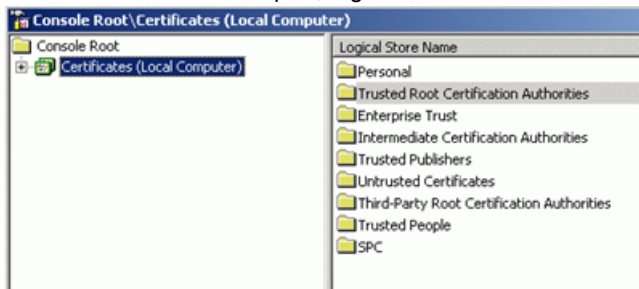 Console Root\Certificates (Local Computer)
Console Root
Certificates (Local Computer)
Logical Store Name
Personal
Trusted Root Certification Authorities
Enterprise Trust
Intermediate Certification Authorities
Trusted Publishers
Untrusted Certificates
Third-Party Root Certification Authorities
Trusted People
SPC